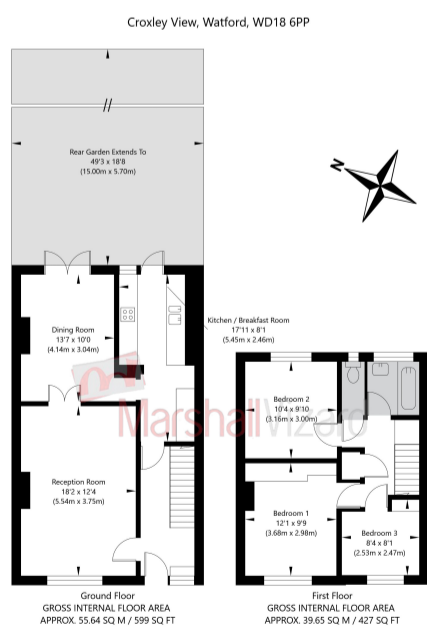 Croxley View, Watford, WD18 6PP
Rear Garden Extends To
49'3 x 18'8
(15.00m x 5.70m)
N
Kitchen / Breakfast Room
17'11 x 8'1
(5.45m x 2.46m)
Dining Room
13'7 x 10'0
(4.14m x 3.04m)
Bedroom 2
10'4 x 9'10
(3.16m x 3.00m)
MarshallVizard
Reception Room
18'2 x 12'4
(5.54m x 3.75m)
Bedroom 1
12'1 x 9'9
(3.68m x 2.98m)
Bedroom 3
8'4 x 8'1
(2.53m x 2.47m)
Ground Floor
GROSS INTERNAL FLOOR AREA
APPROX. 55.64 SQ M / 599 SQ FT
First Floor
GROSS INTERNAL FLOOR AREA
APPROX. 39.65 SQ M / 427 SQ FT